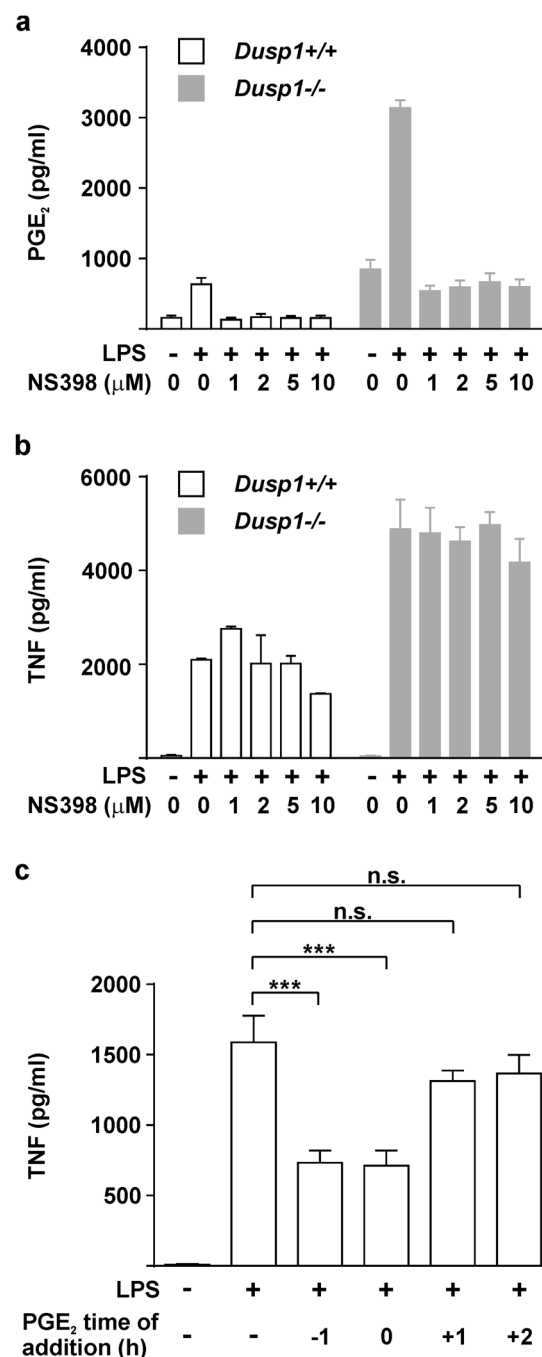 a
4000
3000
2000
1000
0
PGE₂ (pg/ml)
Dusp1+/+
Dusp1-/-
LPS - + + + + + - + + + + +
NS398 (μM) 0 0 1 2 5 10 0 0 1 2 5 10
b
6000
4000
2000
0
TNF (pg/ml)
Dusp1+/+
Dusp1-/-
LPS - + + + + + - + + + + +
NS398 (μM) 0 0 1 2 5 10 0 0 1 2 5 10
c
n.s.
n.s.
***
***
2000
1500
1000
500
TNF (pg/ml)
LPS - + + + + +
PGE₂ time of
addition (h) - - -1 0 +1 +2